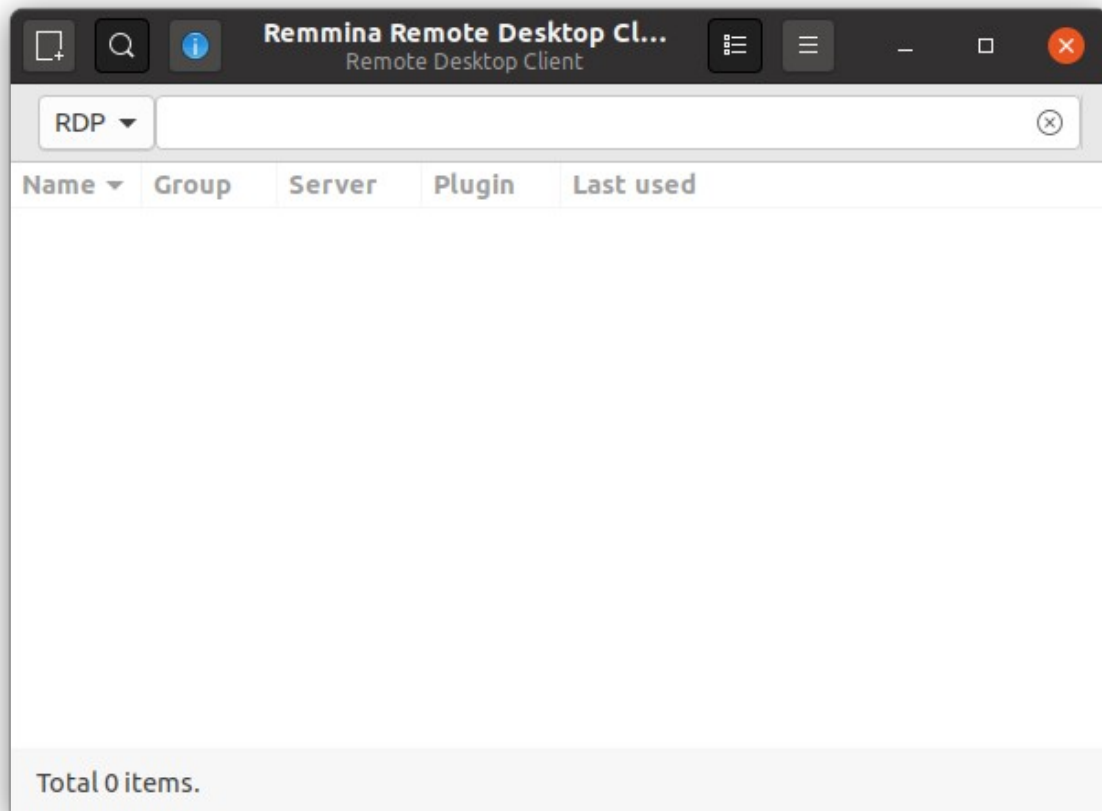 Remmina Remote Desktop Cl...
Remote Desktop Client
RDP
Name Group Server Plugin Last used
Total 0 items.